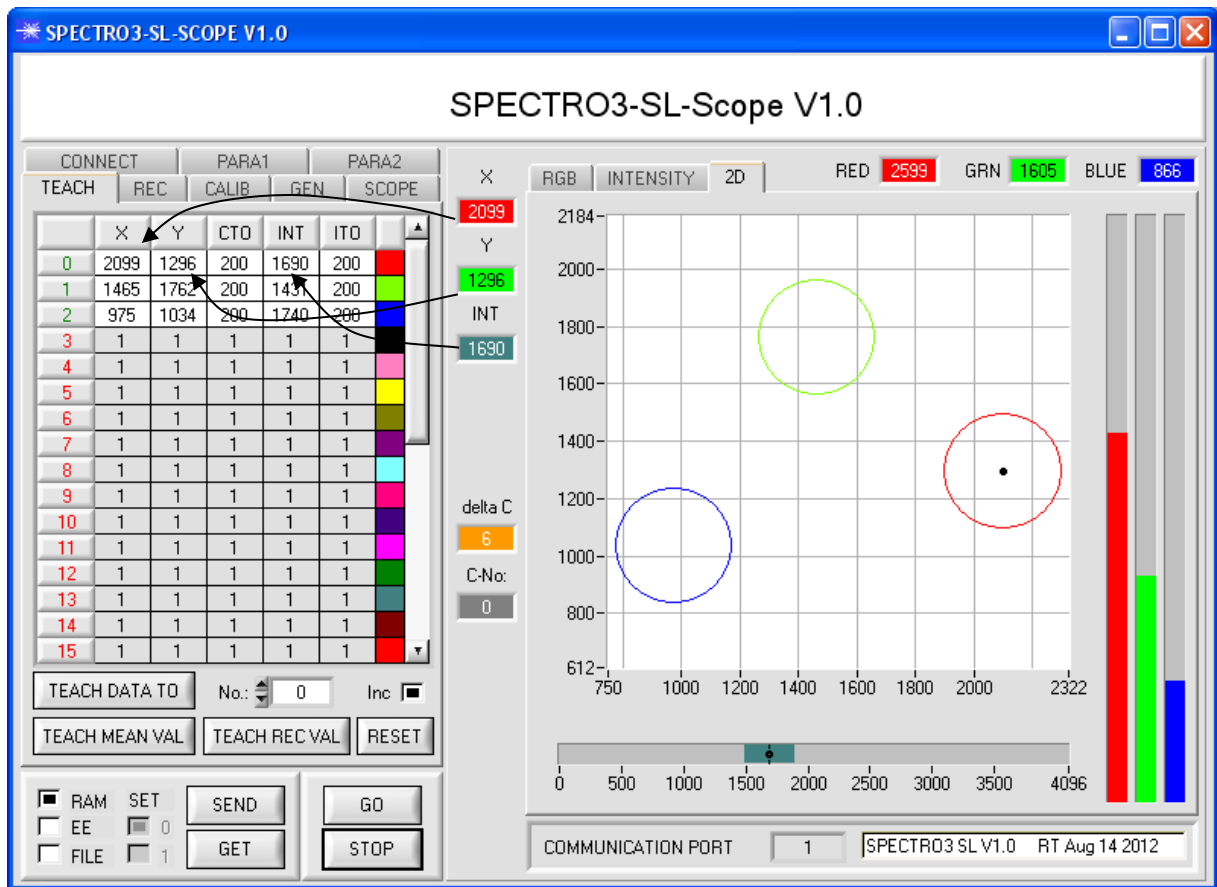 SPECTRO3-SL-SCOPE V1.0
SPECTRO3-SL-Scope V1.0
CONNECT PARA1 PARA2
TEACH REC CALIB GEN SCOPE
X Y CTO INT ITO
0 2099 1296 200 1690 200
1 1465 1762 200 1431 200
2 975 1034 200 1740 200
3 1 1 1 1 1
4 1 1 1 1 1
5 1 1 1 1 1
6 1 1 1 1 1
7 1 1 1 1 1
8 1 1 1 1 1
9 1 1 1 1 1
10 1 1 1 1 1
11 1 1 1 1 1
12 1 1 1 1 1
13 1 1 1 1 1
14 1 1 1 1 1
15 1 1 1 1 1
TEACH DATA TO No.: 0 Inc
TEACH MEAN VAL TEACH REC VAL RESET
RAM SET SEND GO
EE 0
FILE 1 GET STOP
X
2099
Y
1296
INT
1690
delta C
6
C-No:
0
RGB INTENSITY 2D RED 2599 GRN 1605 BLUE 866
2184
2000
1800
1600
1400
1200
1000
800
612
750 1000 1200 1400 1600 1800 2000 2322
0 500 1000 1500 2000 2500 3000 3500 4096
COMMUNICATION PORT 1 SPECTRO3 SL V1.0 RT Aug 14 2012